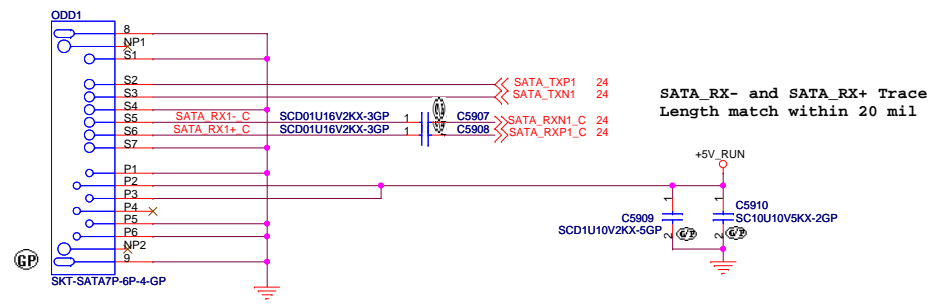 ODD1
8
NP1
S1
S2
SATA_TXP1 24
S3
SATA_TXN1 24
SATA_RX- and SATA_RX+ Trace
Length match within 20 mil
S4
S5
SATA_RX1-_C
SCD01U16V2KX-3GP
1
C5907
SATA_RXN1_C 24
S6
SATA_RX1+_C
SCD01U16V2KX-3GP
1
C5908
SATA_RXP1_C 24
S7
+5V_RUN
P1
P2
P3
P4
P5
P6
NP2
9
1
C5909
SCD1U10V2KX-5GP
2
GP
1
C5910
SC10U10V5KX-2GP
2
GP
GP
SKT-SATA7P-6P-4-GP